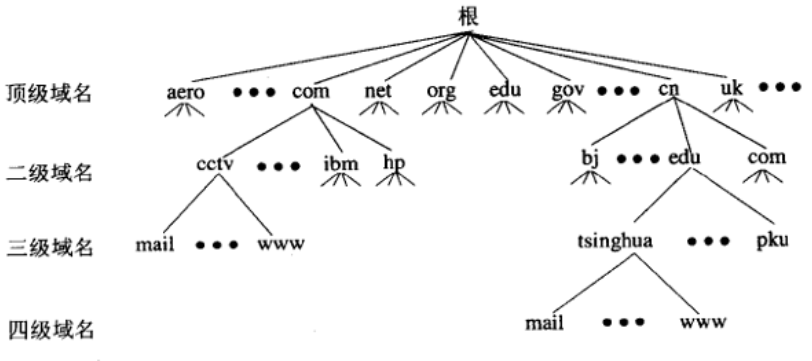 根
顶级域名 aero ••• com net org edu gov ••• cn uk •••
二级域名 cctv ••• ibm hp bj ••• edu com
三级域名 mail ••• www tsinghua ••• pku
四级域名 mail ••• www